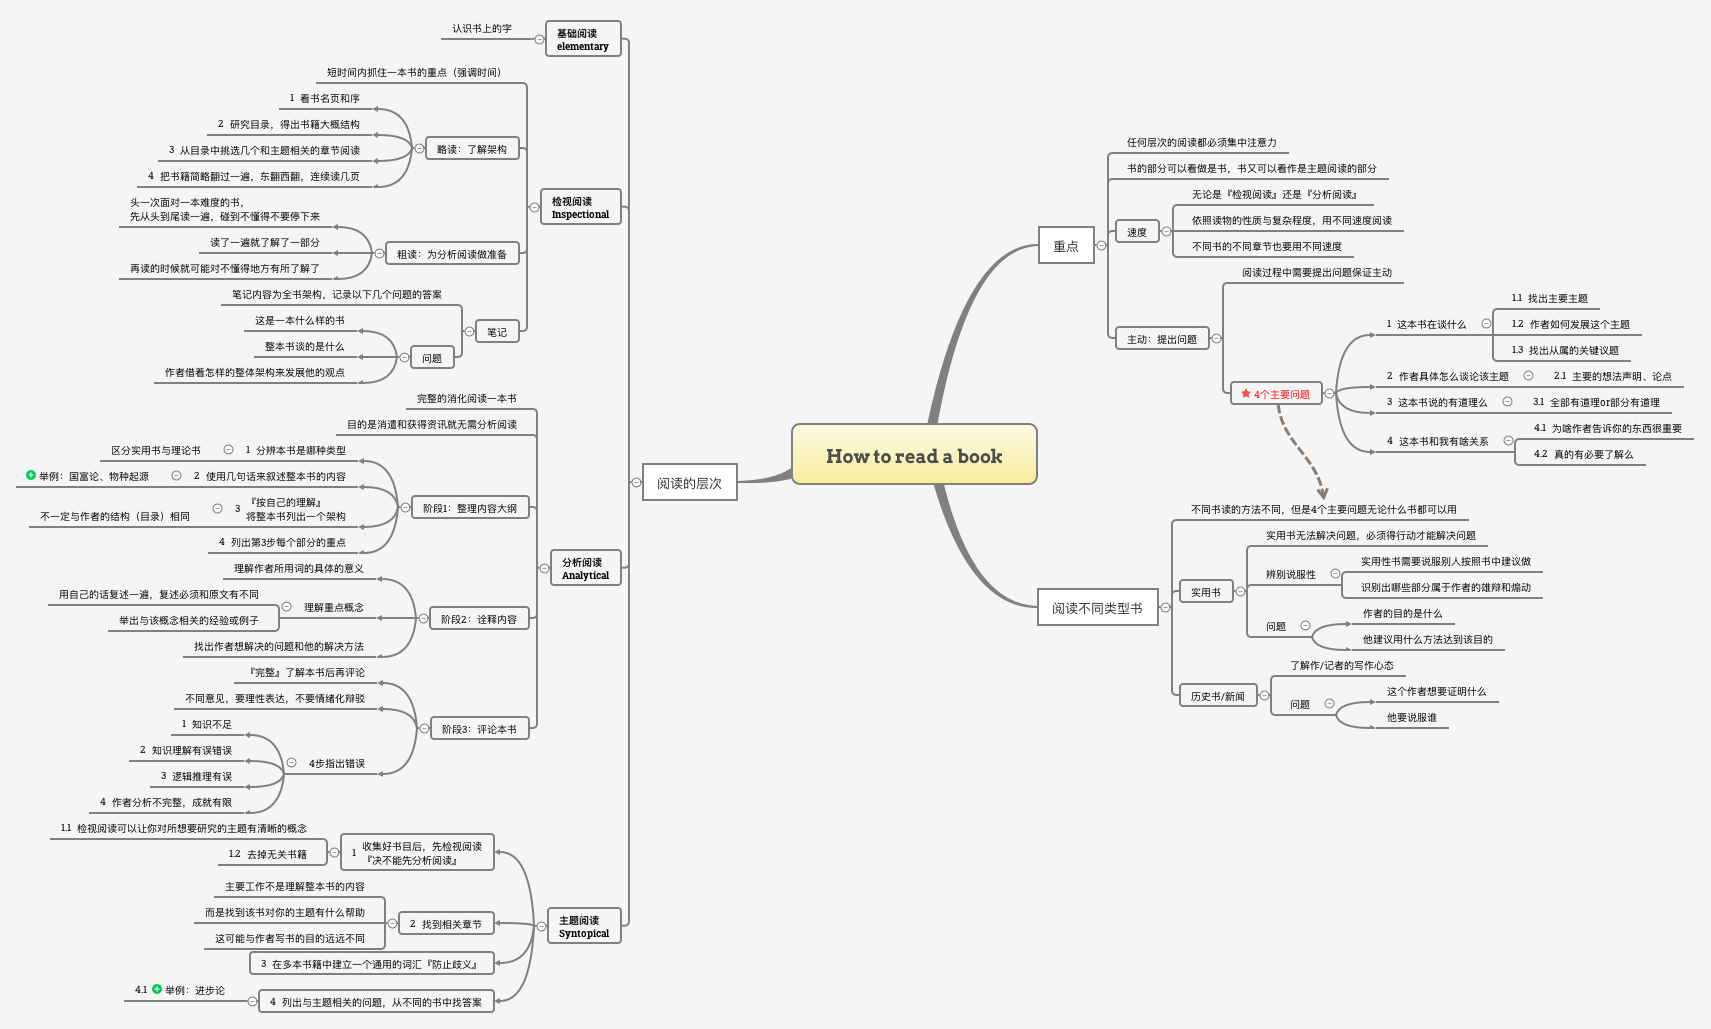 How to read a book
阅读的层次
基础阅读
elementary
认识书上的字
检视阅读
Inspectional
短时间内抓住一本书的重点（强调时间）
略读：了解架构
1 看书名页和序
2 研究目录，得出书籍大概结构
3 从目录中挑选几个和主题相关的章节阅读
4 把书籍简略翻过一遍，东翻西翻，连续读几页
粗读：为分析阅读做准备
头一次面对一本难度的书，
先从头到尾读一遍，碰到不懂得不要停下来
读了一遍就了解了一部分
再读的时候就可能对不懂得地方有所了解了
笔记
笔记内容为全书架构，记录以下几个问题的答案
问题
这是一本什么样的书
整本书谈的是什么
作者借着怎样的整体架构来发展他的观点
分析阅读
Analytical
完整的消化阅读一本书
目的是消遣和获得资讯就无需分析阅读
阶段1：整理内容大纲
1 分辨本书是哪种类型
区分实用书与理论书
2 使用几句话来叙述整本书的内容
举例：国富论、物种起源
3 『按自己的理解』
将整本书列出一个架构
不一定与作者的结构（目录）相同
4 列出第3步每个部分的重点
阶段2：诠释内容
理解作者所用词的具体的意义
理解重点概念
用自己的话复述一遍，复述必须和原文有不同
举出与该概念相关的经验或例子
找出作者想解决的问题和他的解决方法
阶段3：评论本书
『完整』了解本书后再评论
不同意见，要理性表达，不要情绪化辩驳
4步指出错误
1 知识不足
2 知识理解有误错误
3 逻辑推理有误
4 作者分析不完整，成就有限
主题阅读
Syntopical
1 收集好书目后，先检视阅读
『决不能先分析阅读』
1.1 检视阅读可以让你对所想要研究的主题有清晰的概念
1.2 去掉无关书籍
2 找到相关章节
主要工作不是理解整本书的内容
而是找到该书对你的主题有什么帮助
这可能与作者写书的目的远远不同
3 在多本书籍中建立一个通用的词汇『防止歧义』
4 列出与主题相关的问题，从不同的书中找答案
4.1 举例：进步论
重点
任何层次的阅读都必须集中注意力
书的部分可以看做是书，书又可以看作是主题阅读的部分
速度
无论是『检视阅读』还是『分析阅读』
依照读物的性质与复杂程度，用不同速度阅读
不同书的不同章节也要用不同速度
主动：提出问题
阅读过程中需要提出问题保证主动
4个主要问题
1 这本书在谈什么
1.1 找出主要主题
1.2 作者如何发展这个主题
1.3 找出从属的关键议题
2 作者具体怎么谈论该主题
2.1 主要的想法声明、论点
3 这本书说的有道理么
3.1 全部有道理or部分有道理
4 这本书和我有啥关系
4.1 为啥作者告诉你的东西很重要
4.2 真的有必要了解么
阅读不同类型书
不同书读的方法不同，但是4个主要问题无论什么书都可以用
实用书
实用书无法解决问题，必须得行动才能解决问题
辨别说服性
实用性书需要说服别人按照书中建议做
识别出哪些部分属于作者的雄辩和煽动
问题
作者的目的是什么
他建议用什么方法达到该目的
历史书/新闻
了解作/记者的写作心态
问题
这个作者想要证明什么
他要说服谁